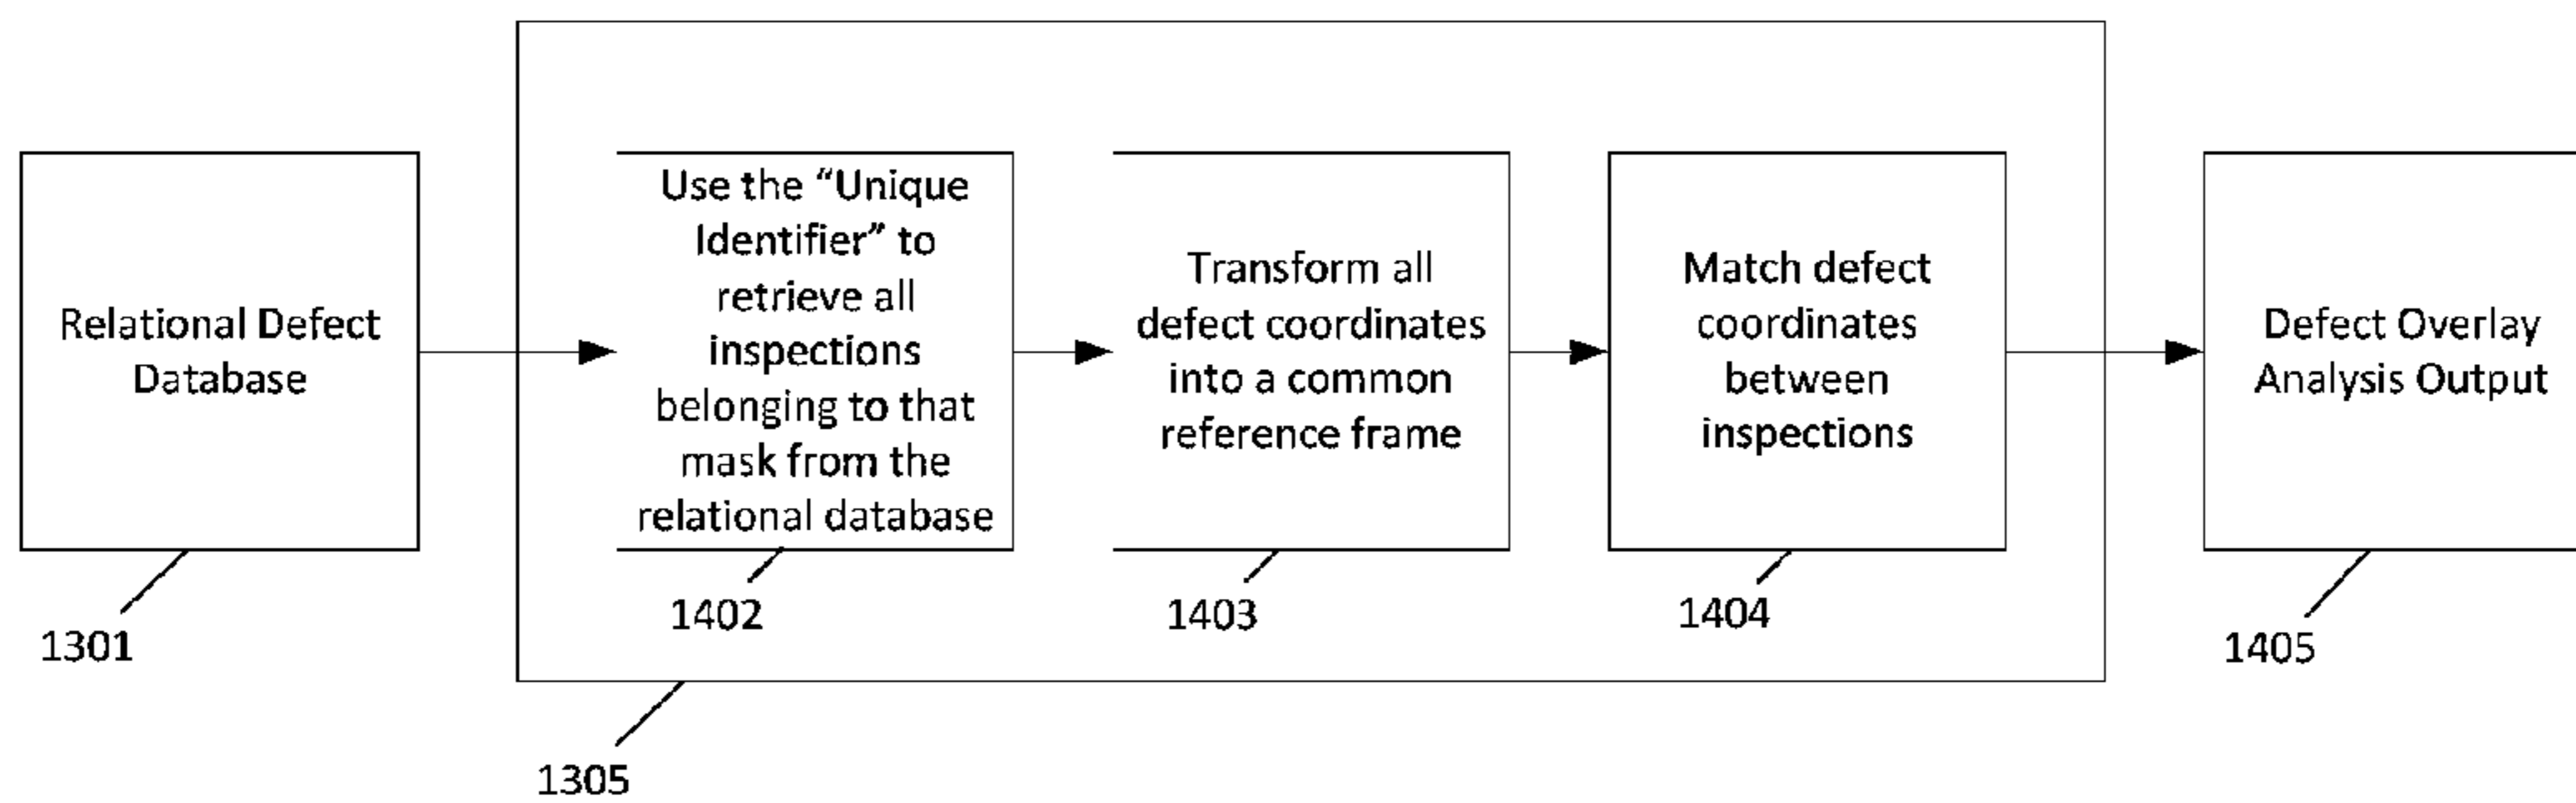 Relational Defect
Database
Use the “Unique
Identifier” to
retrieve all
inspections
belonging to that
mask from the
relational database
Transform all
defect coordinates
into a common
reference frame
Match defect
coordinates
between
inspections
Defect Overlay
Analysis Output
1301
1402
1403
1404
1405
1305